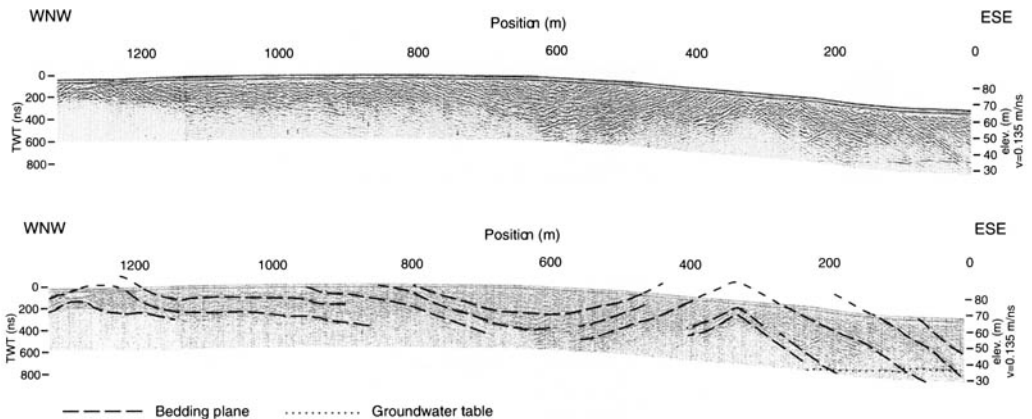 WNW Position (m) ESE
1200 1000 800 600 400 200 0
0
200
400
600
800
TWT (ns)
80
70
60
50
40
30
elev. (m)
v=0.135 m/ns
WNW Position (m) ESE
1200 1000 800 600 400 200 0
0
200
400
600
800
TWT (ns)
80
70
60
50
40
30
elev. (m)
v=0.135 m/ns
Bedding plane Groundwater table